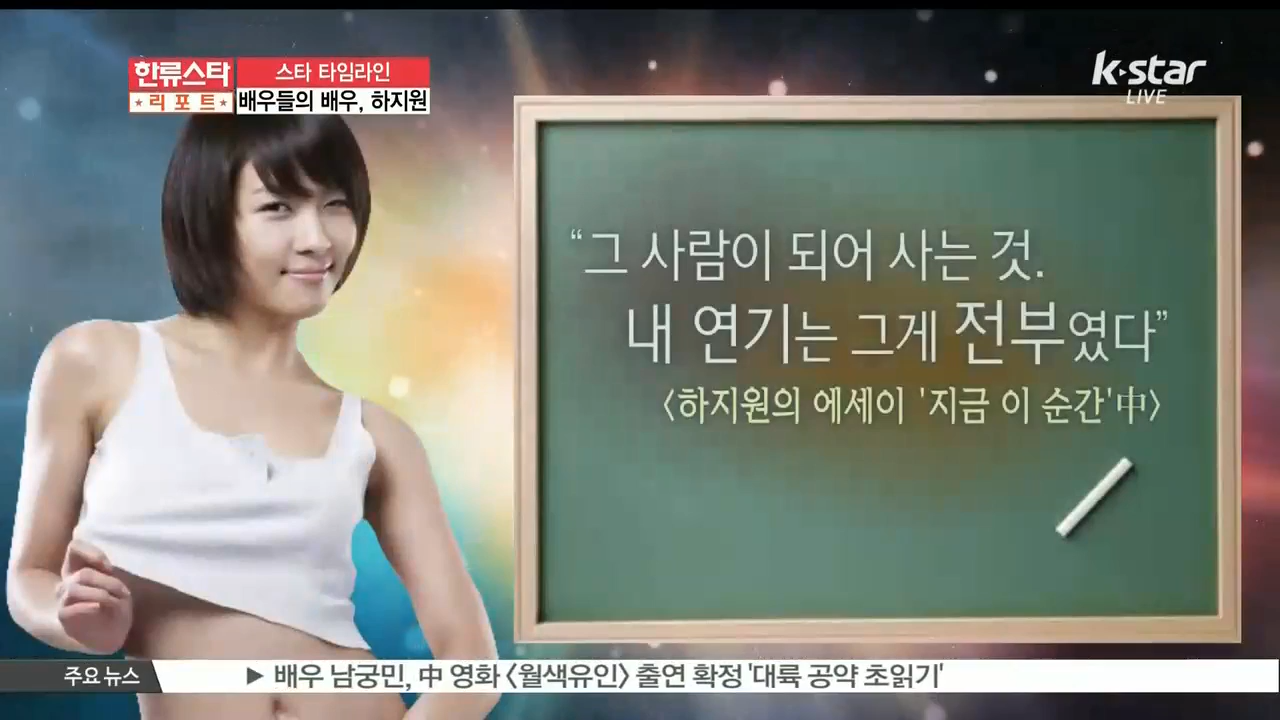 한류스타
★리포트★
스타 타임라인
배우들의 배우, 하지원
k·star
LIVE
“그 사람이 되어 사는 것.
내 연기는 그게 전부였다”
〈하지원의 에세이 '지금 이 순간'中〉
주요 뉴스
▶ 배우 남궁민, 中 영화 〈월색유인〉 출연 확정 '대륙 공략 초읽기'